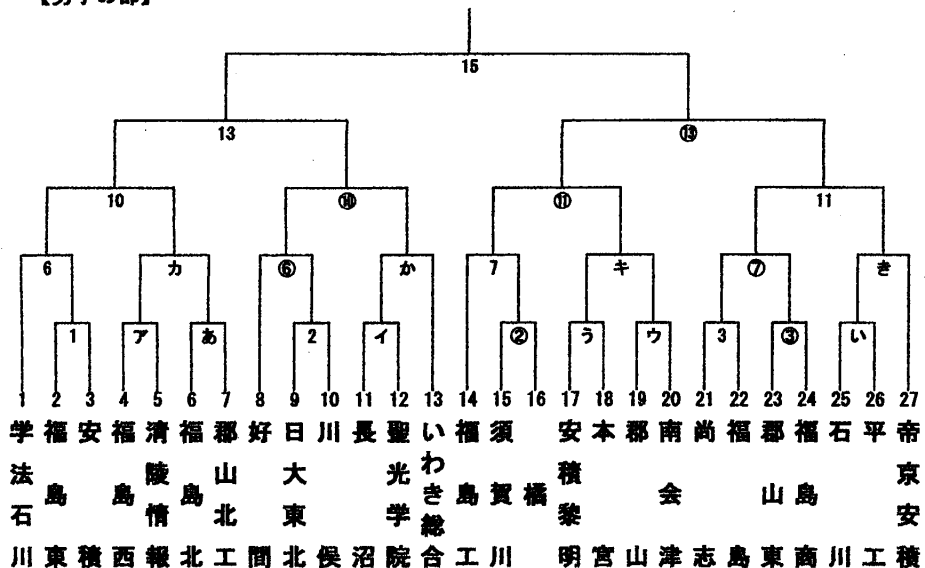 15
13 ⑬
10 ⑩ ⑪ 11
6 カ ⑥ か 7 キ ⑦ き
1 ア あ 2 イ ② う ウ 3 ③ い
1 2 3 4 5 6 7 8 9 10 11 12 13 14 15 16 17 18 19 20 21 22 23 24 25 26 27
学法石川
福島東
安積
福島西
清陵情報
福島北
郡山北工
好間
日大東北
川俣
長沼
聖光学院
いわき総合
福島工
須賀川
橘
安積黎明
本宮
郡山
南会津
尚志
福島
郡山東
福島商
石川
平工
帝京安積